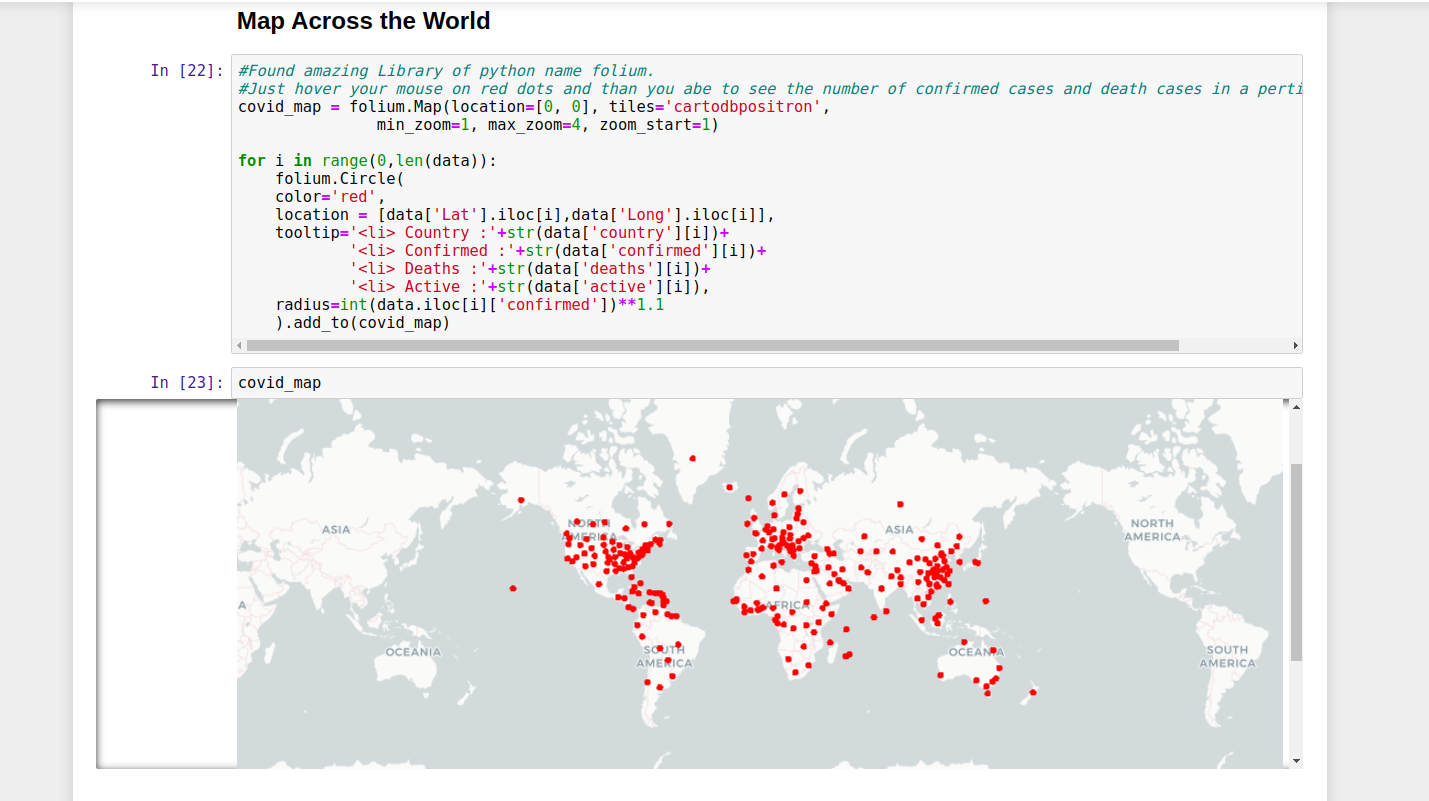 Map Across the World
In [22]:
#Found amazing Library of python name folium.
#Just hover your mouse on red dots and than you abe to see the number of confirmed cases and death cases in a perti
covid_map = folium.Map(location=[0, 0], tiles='cartodbpositron',
               min_zoom=1, max_zoom=4, zoom_start=1)
for i in range(0,len(data)):
    folium.Circle(
    color='red',
    location = [data['Lat'].iloc[i],data['Long'].iloc[i]],
    tooltip='<li> Country :'+str(data['country'][i])+
            '<li> Confirmed :'+str(data['confirmed'][i])+
            '<li> Deaths :'+str(data['deaths'][i])+
            '<li> Active :'+str(data['active'][i]),
    radius=int(data.iloc[i]['confirmed'])**1.1
    ).add_to(covid_map)
In [23]:
covid_map
ASIA
NORTH
AMERICA
ASIA
NORTH
AMERICA
A
AFRICA
OCEANIA
SOUTH
AMERICA
OCEANIA
SOUTH
AMERICA